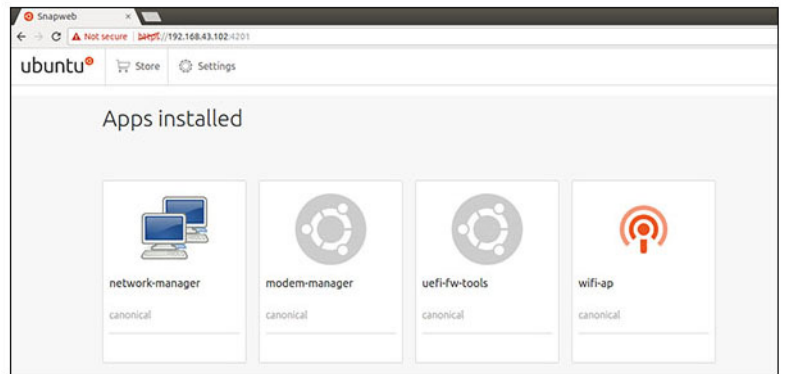 Snapweb
Not secure https://192.168.43.102:4201
ubuntu® Store Settings
Apps installed
network-manager modem-manager uefi-fw-tools wifi-ap
canonical canonical canonical canonical